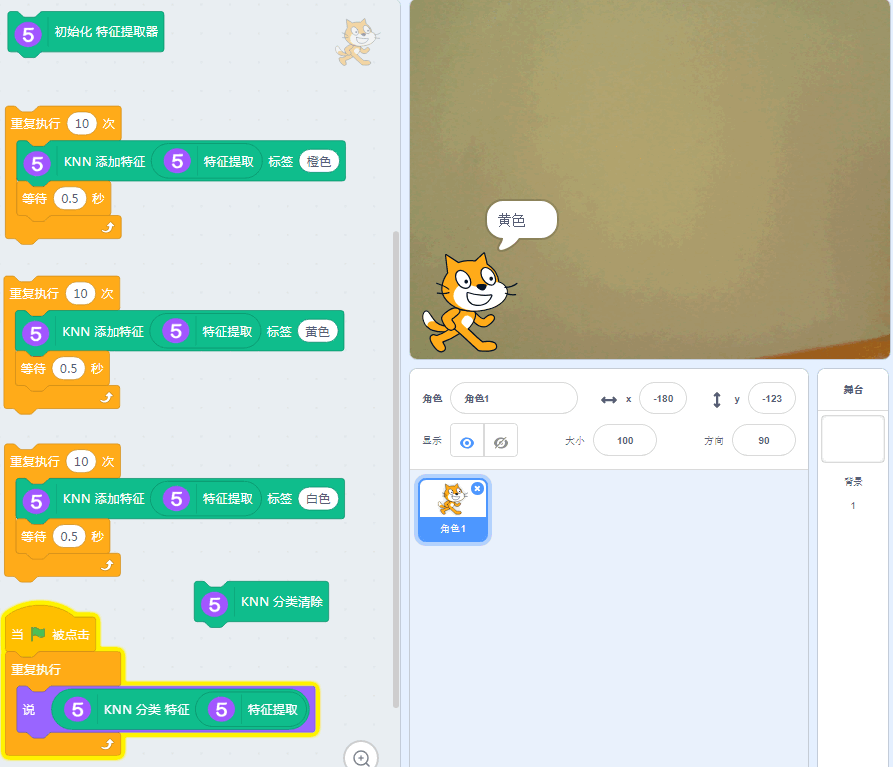 5 初始化 特征提取器
重复执行 10 次
5 KNN 添加特征 5 特征提取 标签 橙色
等待 0.5 秒
重复执行 10 次
5 KNN 添加特征 5 特征提取 标签 黄色
等待 0.5 秒
重复执行 10 次
5 KNN 添加特征 5 特征提取 标签 白色
等待 0.5 秒
5 KNN 分类清除
当 被点击
重复执行
说 5 KNN 分类 特征 5 特征提取
黄色
角色 角色1 x -180 y -123
显示 大小 100 方向 90
角色1
舞台
背景
1